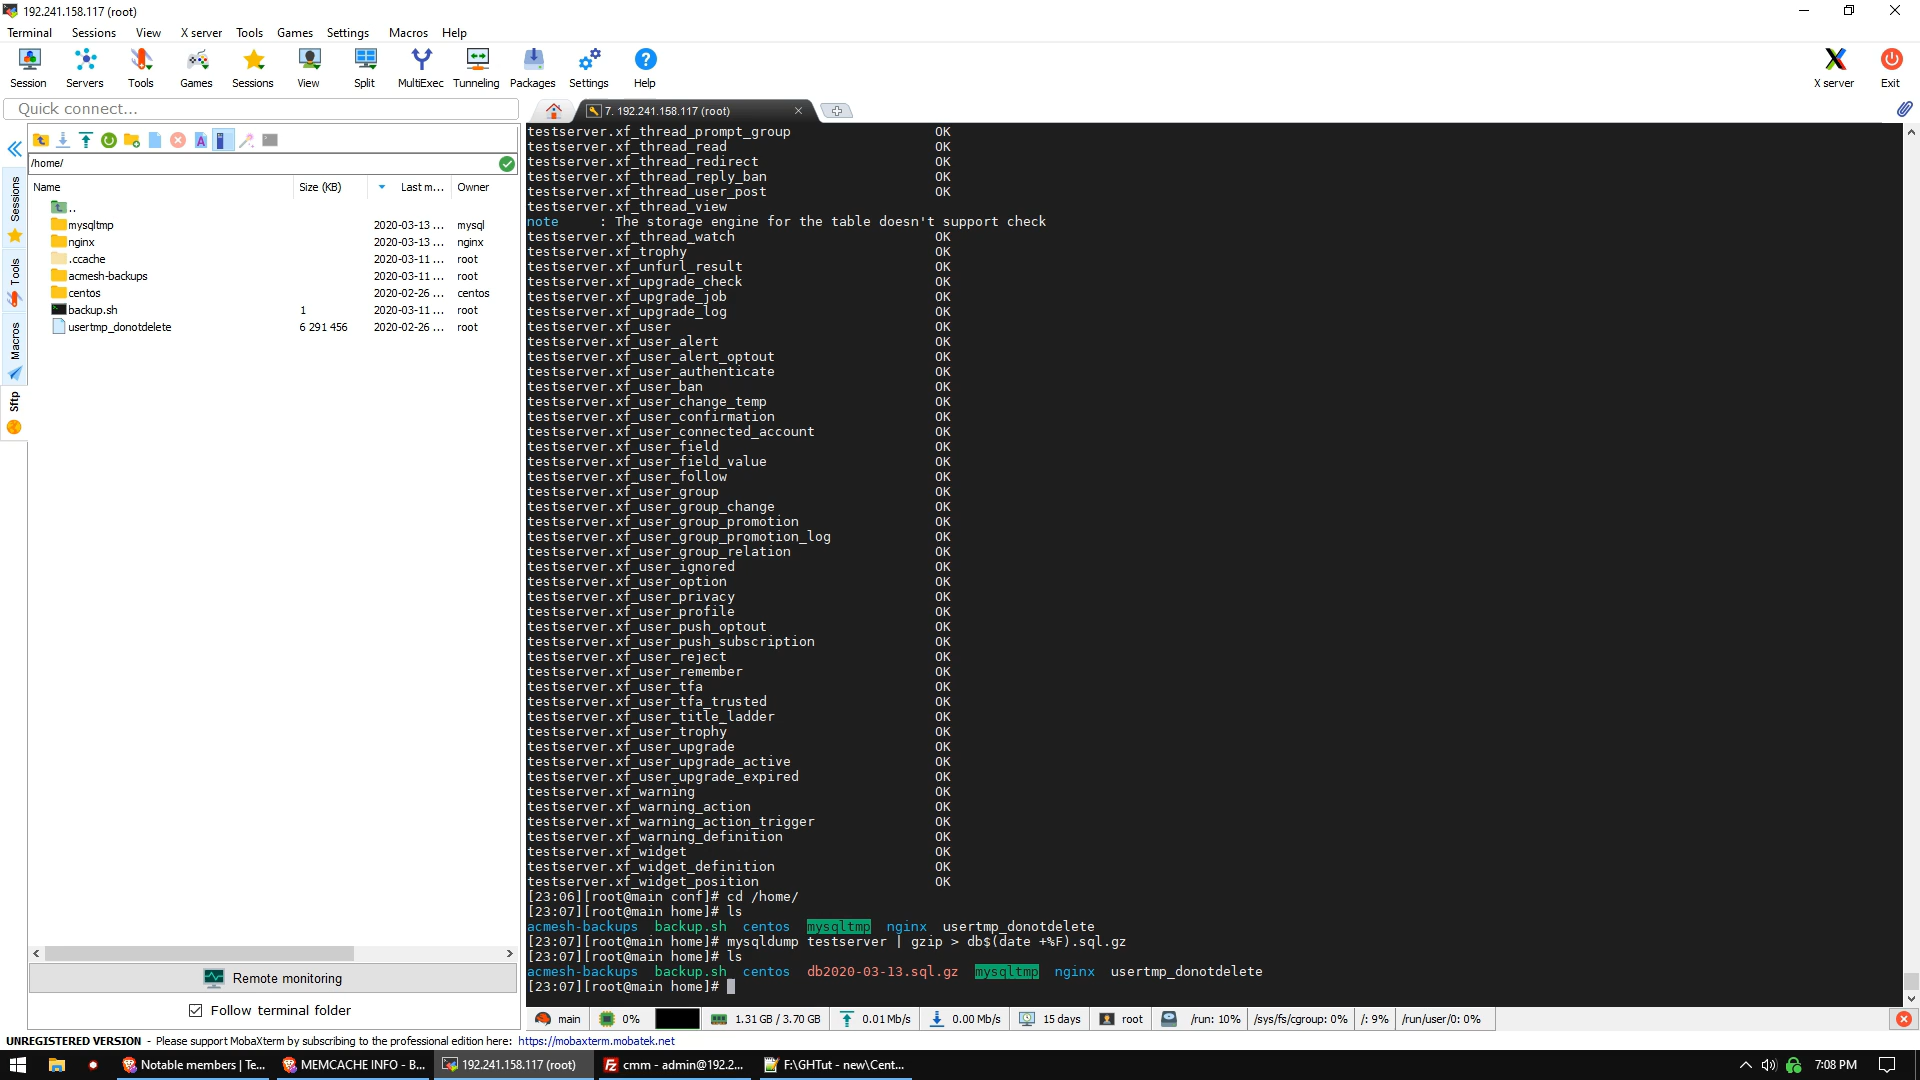 192.241.158.117 (root)
Terminal Sessions View X server Tools Games Settings Macros Help
Session Servers Tools Games Sessions View Split MultiExec Tunneling Packages Settings Help X server Exit
Quick connect...
7. 192.241.158.117 (root)
/home/
Name Size (KB) Last m... Owner
..
mysqltmp 2020-03-13 ... mysql
nginx 2020-03-13 ... nginx
.ccache 2020-03-11 ... root
acmesh-backups 2020-03-11 ... root
centos 2020-02-26 ... centos
backup.sh 1 2020-03-11 ... root
usertmp_donotdelete 6 291 456 2020-02-26 ... root
Sessions
Tools
Macros
Sftp
Remote monitoring
Follow terminal folder
testserver.xf_thread_prompt_group OK
testserver.xf_thread_read OK
testserver.xf_thread_redirect OK
testserver.xf_thread_reply_ban OK
testserver.xf_thread_user_post OK
testserver.xf_thread_view
note : The storage engine for the table doesn't support check
testserver.xf_thread_watch OK
testserver.xf_trophy OK
testserver.xf_unfurl_result OK
testserver.xf_upgrade_check OK
testserver.xf_upgrade_job OK
testserver.xf_upgrade_log OK
testserver.xf_user OK
testserver.xf_user_alert OK
testserver.xf_user_alert_optout OK
testserver.xf_user_authenticate OK
testserver.xf_user_ban OK
testserver.xf_user_change_temp OK
testserver.xf_user_confirmation OK
testserver.xf_user_connected_account OK
testserver.xf_user_field OK
testserver.xf_user_field_value OK
testserver.xf_user_follow OK
testserver.xf_user_group OK
testserver.xf_user_group_change OK
testserver.xf_user_group_promotion OK
testserver.xf_user_group_promotion_log OK
testserver.xf_user_group_relation OK
testserver.xf_user_ignored OK
testserver.xf_user_option OK
testserver.xf_user_privacy OK
testserver.xf_user_profile OK
testserver.xf_user_push_optout OK
testserver.xf_user_push_subscription OK
testserver.xf_user_reject OK
testserver.xf_user_remember OK
testserver.xf_user_tfa OK
testserver.xf_user_tfa_trusted OK
testserver.xf_user_title_ladder OK
testserver.xf_user_trophy OK
testserver.xf_user_upgrade OK
testserver.xf_user_upgrade_active OK
testserver.xf_user_upgrade_expired OK
testserver.xf_warning OK
testserver.xf_warning_action OK
testserver.xf_warning_action_trigger OK
testserver.xf_warning_definition OK
testserver.xf_widget OK
testserver.xf_widget_definition OK
testserver.xf_widget_position OK
[23:06][root@main conf]# cd /home/
[23:07][root@main home]# ls
acmesh-backups backup.sh centos mysqltmp nginx usertmp_donotdelete
[23:07][root@main home]# mysqldump testserver | gzip > db$(date +%F).sql.gz
[23:07][root@main home]# ls
acmesh-backups backup.sh centos db2020-03-13.sql.gz mysqltmp nginx usertmp_donotdelete
[23:07][root@main home]#
main 0% 1.31 GB / 3.70 GB 0.01 Mb/s 0.00 Mb/s 15 days root /run: 10% /sys/fs/cgroup: 0% /: 9% /run/user/0: 0%
UNREGISTERED VERSION - Please support MobaXterm by subscribing to the professional edition here: https://mobaxterm.mobatek.net
Notable members | Te... MEMCACHE INFO - B... 192.241.158.117 (root) cmm - admin@192.2... F:\GHTut - new\Cent... 7:08 PM